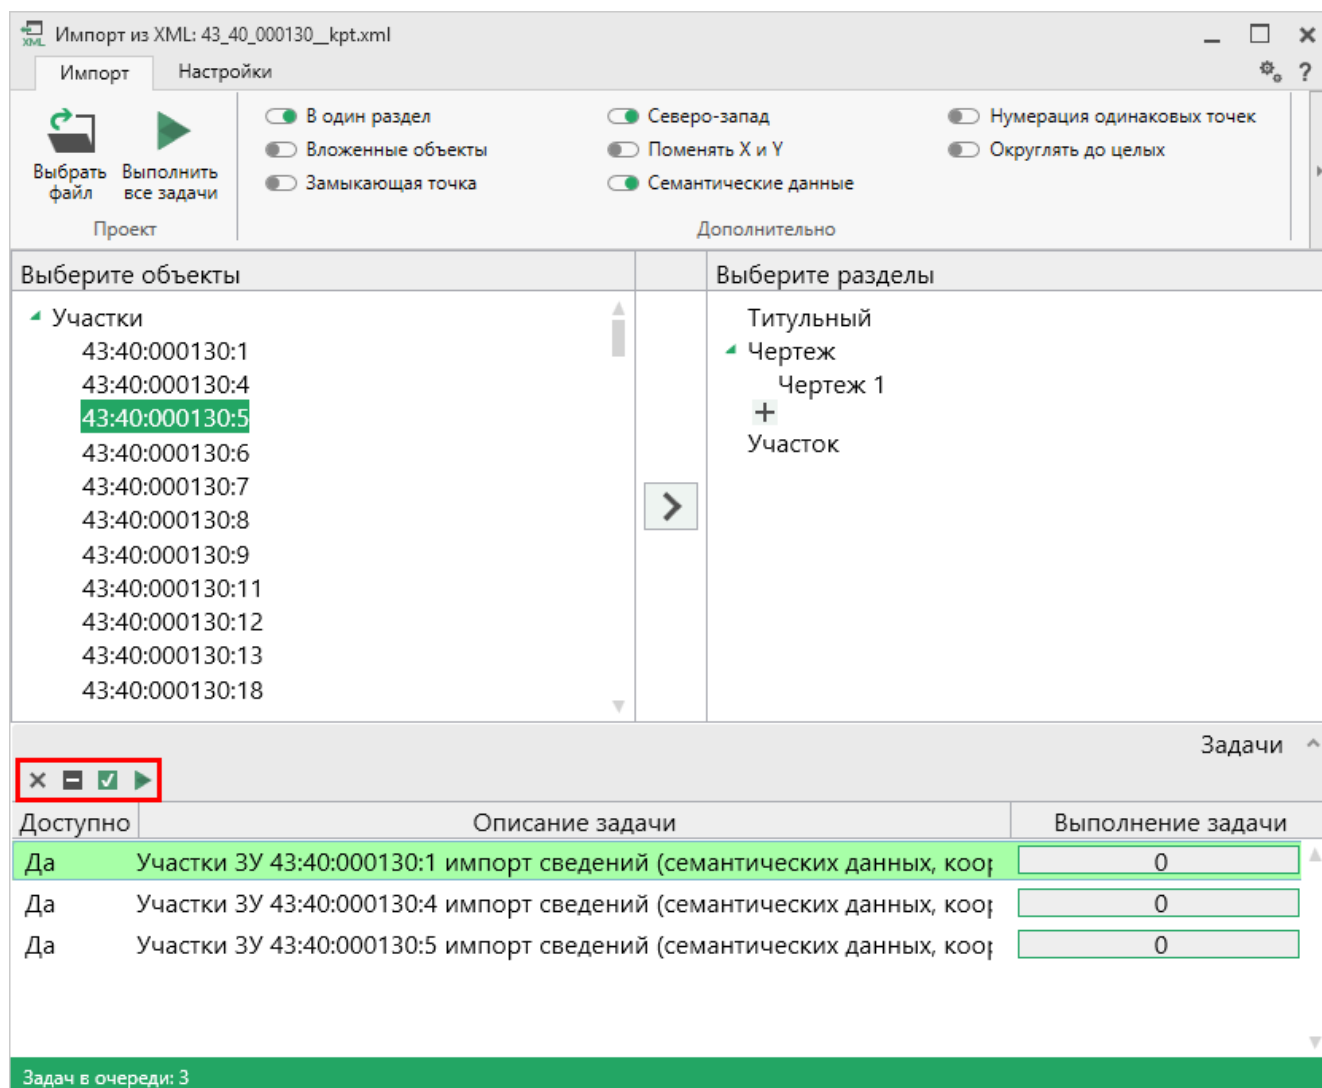 XML Импорт из XML: 43_40_000130__kpt.xml
Импорт Настройки ?
Выбрать файл
Выполнить все задачи
Проект
В один раздел
Вложенные объекты
Замыкающая точка
Северо-запад
Поменять X и Y
Семантические данные
Нумерация одинаковых точек
Округлять до целых
Дополнительно
Выберите объекты
Участки
43:40:000130:1
43:40:000130:4
43:40:000130:5
43:40:000130:6
43:40:000130:7
43:40:000130:8
43:40:000130:9
43:40:000130:11
43:40:000130:12
43:40:000130:13
43:40:000130:18
Выберите разделы
Титульный
Чертеж
Чертеж 1
Участок
Задачи
Доступно Описание задачи Выполнение задачи
Да Участки ЗУ 43:40:000130:1 импорт сведений (семантических данных, коор 0
Да Участки ЗУ 43:40:000130:4 импорт сведений (семантических данных, коор 0
Да Участки ЗУ 43:40:000130:5 импорт сведений (семантических данных, коор 0
Задач в очереди: 3